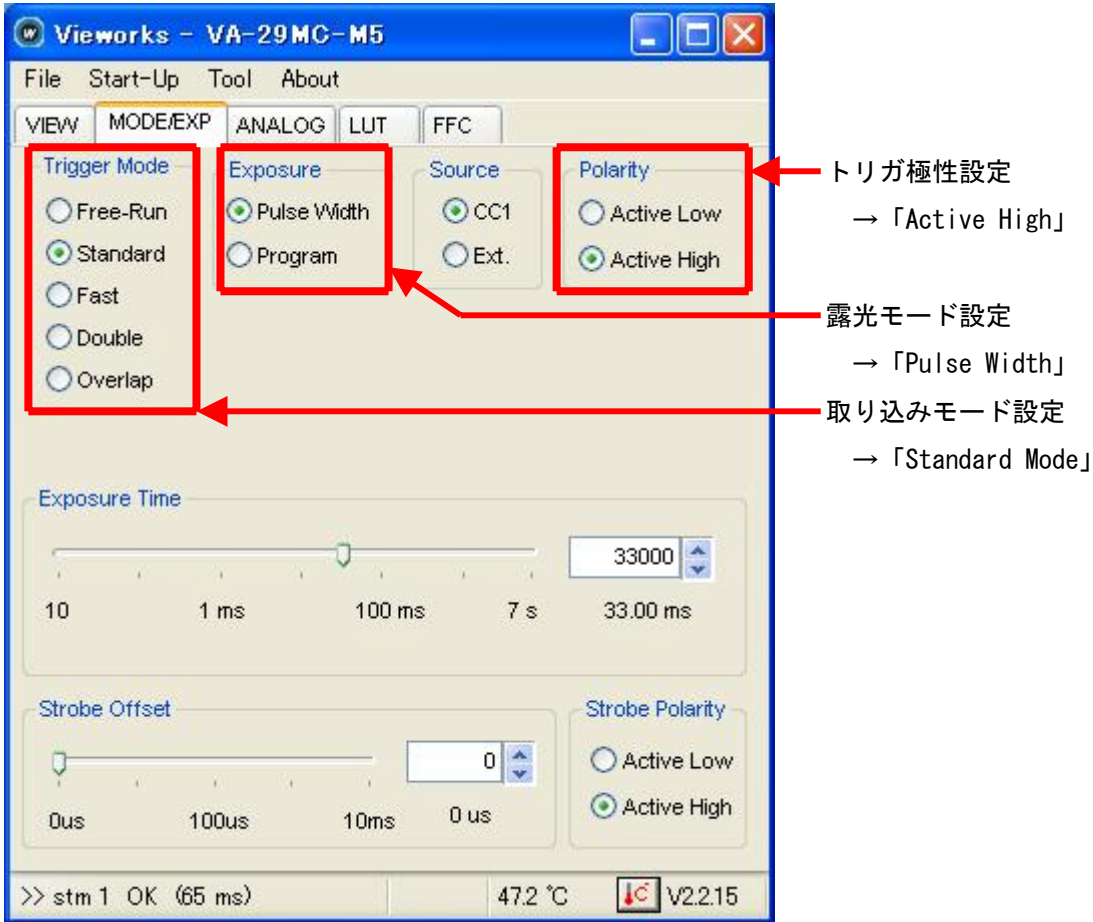 Vieworks - VA-29MC-M5
File Start-Up Tool About
VIEW MODE/EXP ANALOG LUT FFC
Trigger Mode Exposure Source Polarity
Free-Run Pulse Width CC1 Active Low
Standard Program Ext. Active High
Fast
Double
Overlap
トリガ極性設定
→「Active High」
露光モード設定
→「Pulse Width」
取り込みモード設定
→「Standard Mode」
Exposure Time
33000
10 1 ms 100 ms 7 s 33.00 ms
Strobe Offset Strobe Polarity
0 Active Low
0us 100us 10ms 0 us Active High
>> stm 1 OK (65 ms) 47.2 ℃ V2.2.15